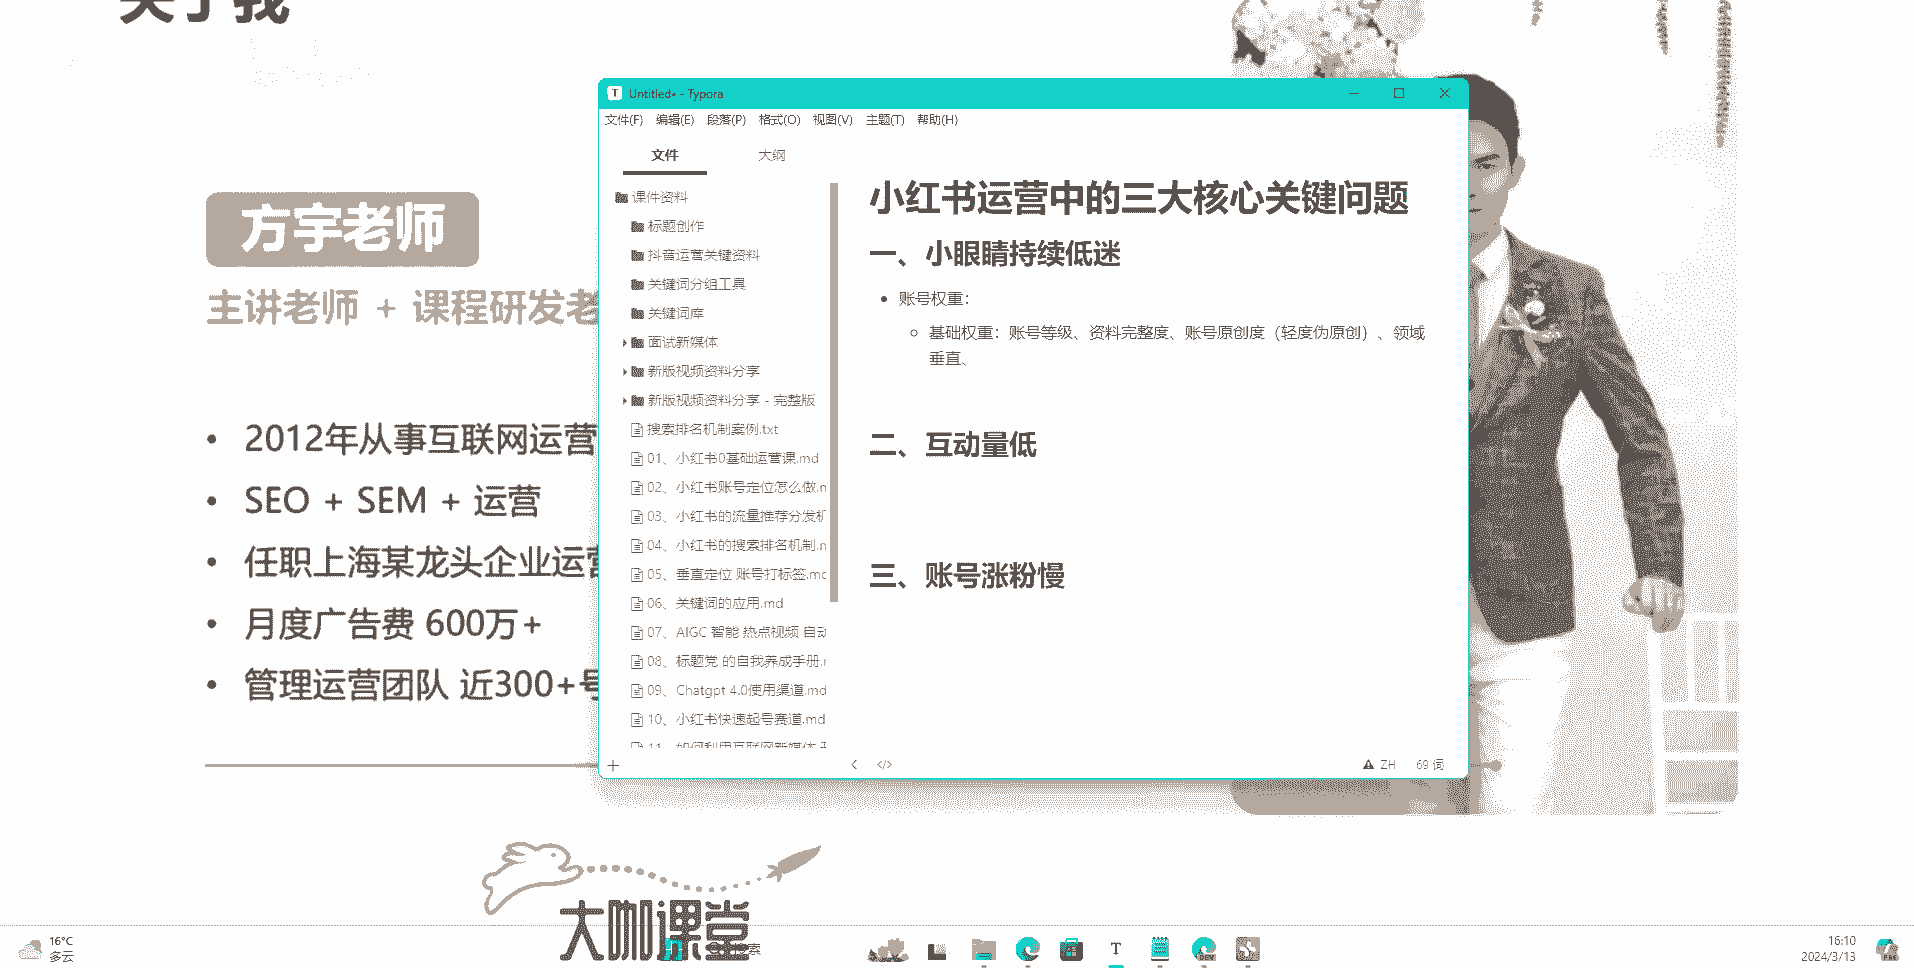 关于我
方宇老师
主讲老师 + 课程研发老
2012年从事互联网运营
SEO + SEM + 运营
任职上海某龙头企业运营
月度广告费 600万+
管理运营团队 近300+号
Untitled• - Typora
文件(F) 编辑(E) 段落(P) 格式(O) 视图(V) 主题(T) 帮助(H)
文件 大纲
课件资料
标题创作
抖音运营关键资料
关键词分组工具
关键词库
面试新媒体
新版视频资料分享
新版视频资料分享 - 完整版
搜索排名机制案例.txt
01、小红书0基础运营课.md
02、小红书账号定位怎么做.m
03、小红书的流量推荐分发机
04、小红书的搜索排名机制.m
05、垂直定位 账号打标签.md
06、关键词的应用.md
07、AIGC 智能 热点视频 自动
08、标题党 的自我养成手册.m
09、Chatgpt 4.0使用渠道.md
10、小红书快速起号赛道.md
11、如何利用互联网新媒体
小红书运营中的三大核心关键问题
一、小眼睛持续低迷
账号权重：
基础权重：账号等级、资料完整度、账号原创度（轻度伪原创）、领域
垂直、
二、互动量低
三、账号涨粉慢
ZH 69 词
大咖课堂
索
16°C
多云
T
DEV
16:10
2024/3/13
PRE